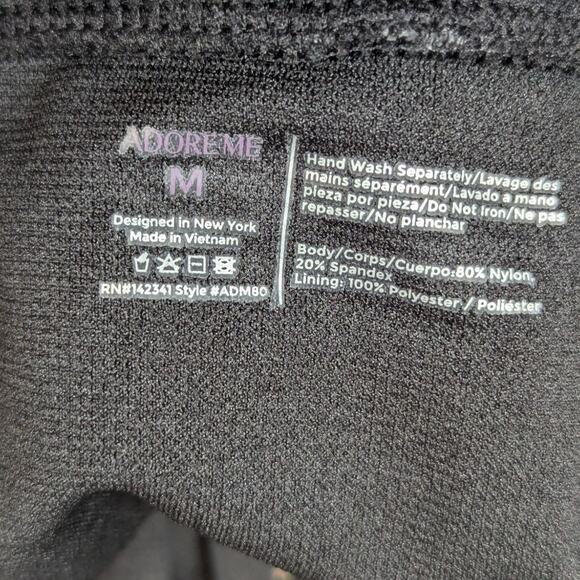 ADOREME
M
Designed in New York
Made in Vietnam
RN#142341 Style #ADM80
Hand Wash Separately/Lavage des
mains séparément/Lavado a mano
pieza por pieza/Do Not Iron/Ne pas
repasser/No planchar
Body/Corps/Cuerpo:80% Nylon,
20% Spandex
Lining: 100% Polyester / Poliéster